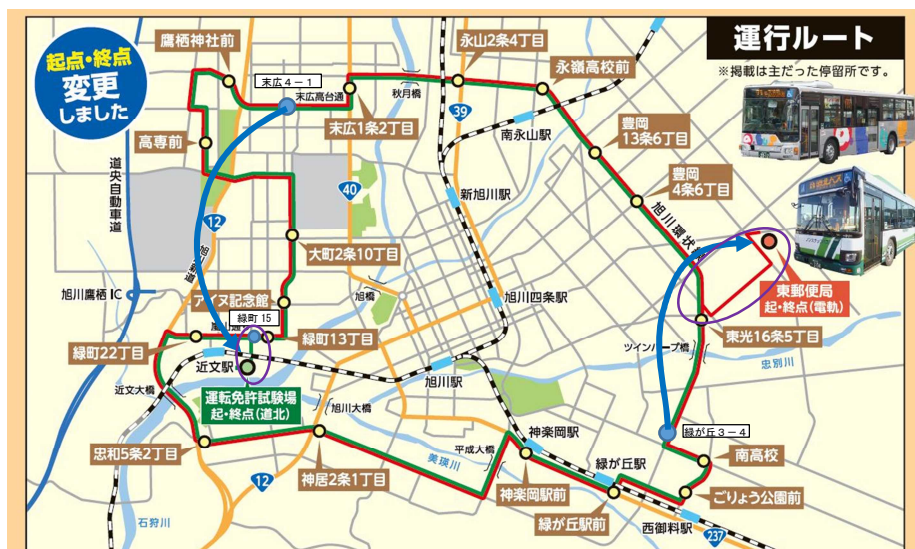 起点・終点
変更
しました
運行ルート
※掲載は主だった停留所です。
鷹栖神社前
末広4－1
末広高台通
末広1条2丁目
秋月橋
永山2条4丁目
39
永嶺高校前
南永山駅
豊岡
13条6丁目
豊岡
4条6丁目
高専前
道央自動車道
12
旭川新道
40
新旭川駅
旭川環状線
大町2条10丁目
旭橋
旭川四条駅
東郵便局
起・終点(電軌)
旭川鷹栖IC
アイヌ記念館
緑町15
嵐山通
緑町22丁目
緑町13丁目
近文駅
東光16条5丁目
ツインハープ橋
忠別川
旭川駅
運転免許試験場
起・終点(道北)
近文大橋
旭川大橋
忠和5条2丁目
12
神居2条1丁目
平成大橋
美瑛川
神楽岡駅
神楽岡駅前
緑が丘駅
緑が丘駅前
緑が丘3－4
南高校
ごりょう公園前
西御料駅
237
石狩川